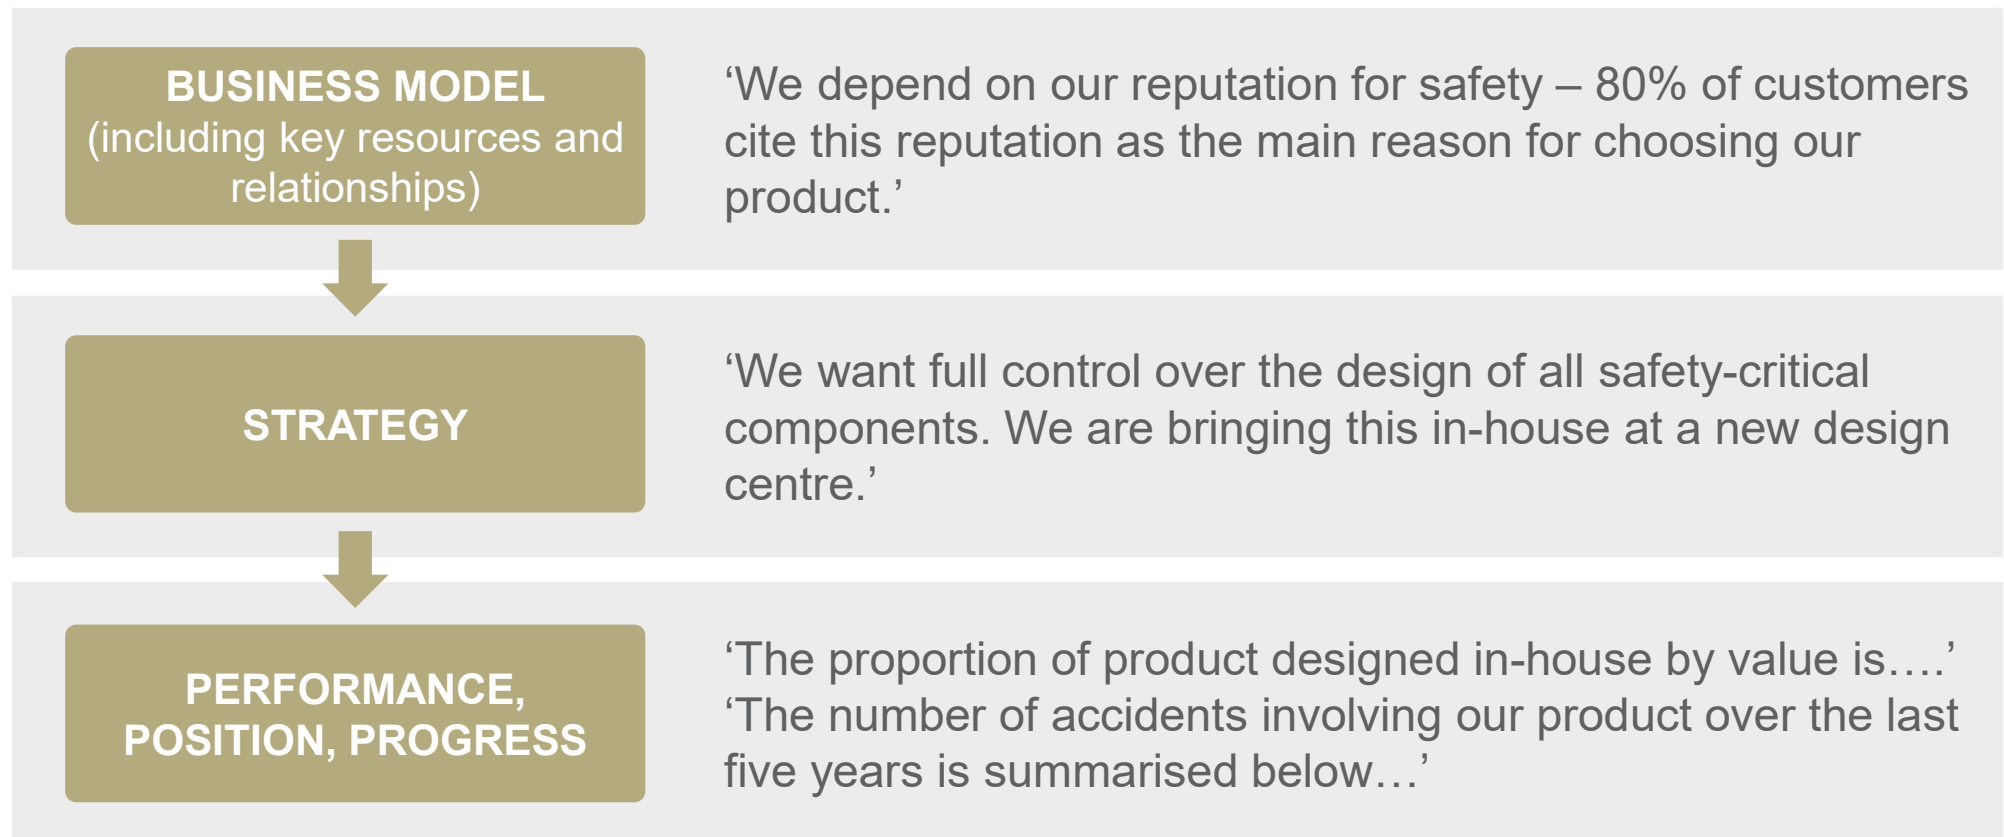 BUSINESS MODEL
(including key resources and
relationships)
‘We depend on our reputation for safety – 80% of customers
cite this reputation as the main reason for choosing our
product.’
STRATEGY
‘We want full control over the design of all safety-critical
components. We are bringing this in-house at a new design
centre.’
PERFORMANCE,
POSITION, PROGRESS
‘The proportion of product designed in-house by value is….’
‘The number of accidents involving our product over the last
five years is summarised below…’